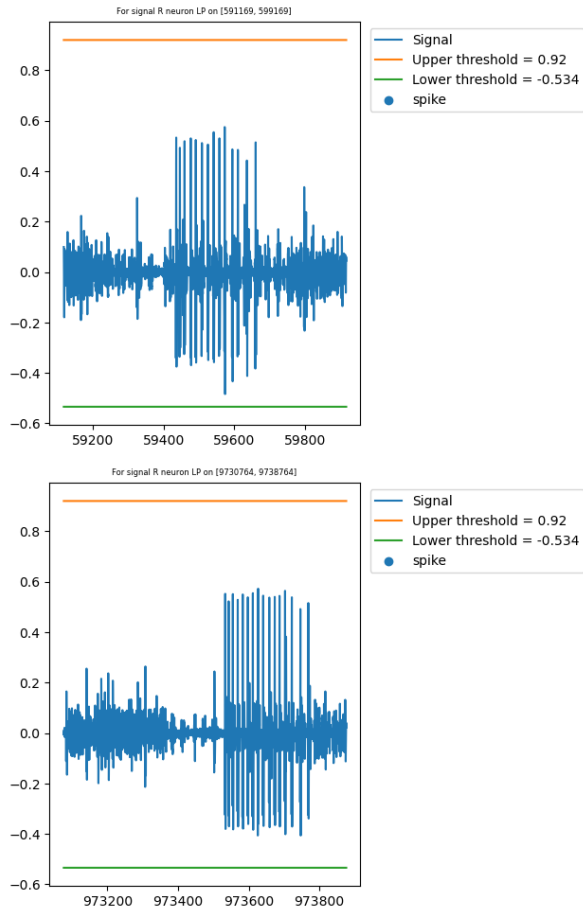 For signal R neuron LP on [591169, 599169]
Signal
Upper threshold = 0.92
Lower threshold = -0.534
spike
0.8
0.6
0.4
0.2
0.0
−0.2
−0.4
−0.6
59200 59400 59600 59800
For signal R neuron LP on [9730764, 9738764]
Signal
Upper threshold = 0.92
Lower threshold = -0.534
spike
0.8
0.6
0.4
0.2
0.0
−0.2
−0.4
−0.6
973200 973400 973600 973800